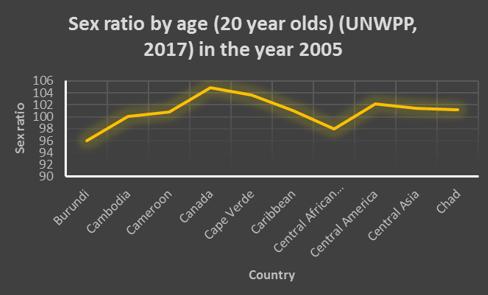 Sex ratio by age (20 year olds) (UNWPP,
2017) in the year 2005
Sex ratio
106
104
102
100
98
96
94
92
90
Burundi
Cambodia
Cameroon
Canada
Cape Verde
Caribbean
Central African...
Central America
Central Asia
Chad
Country